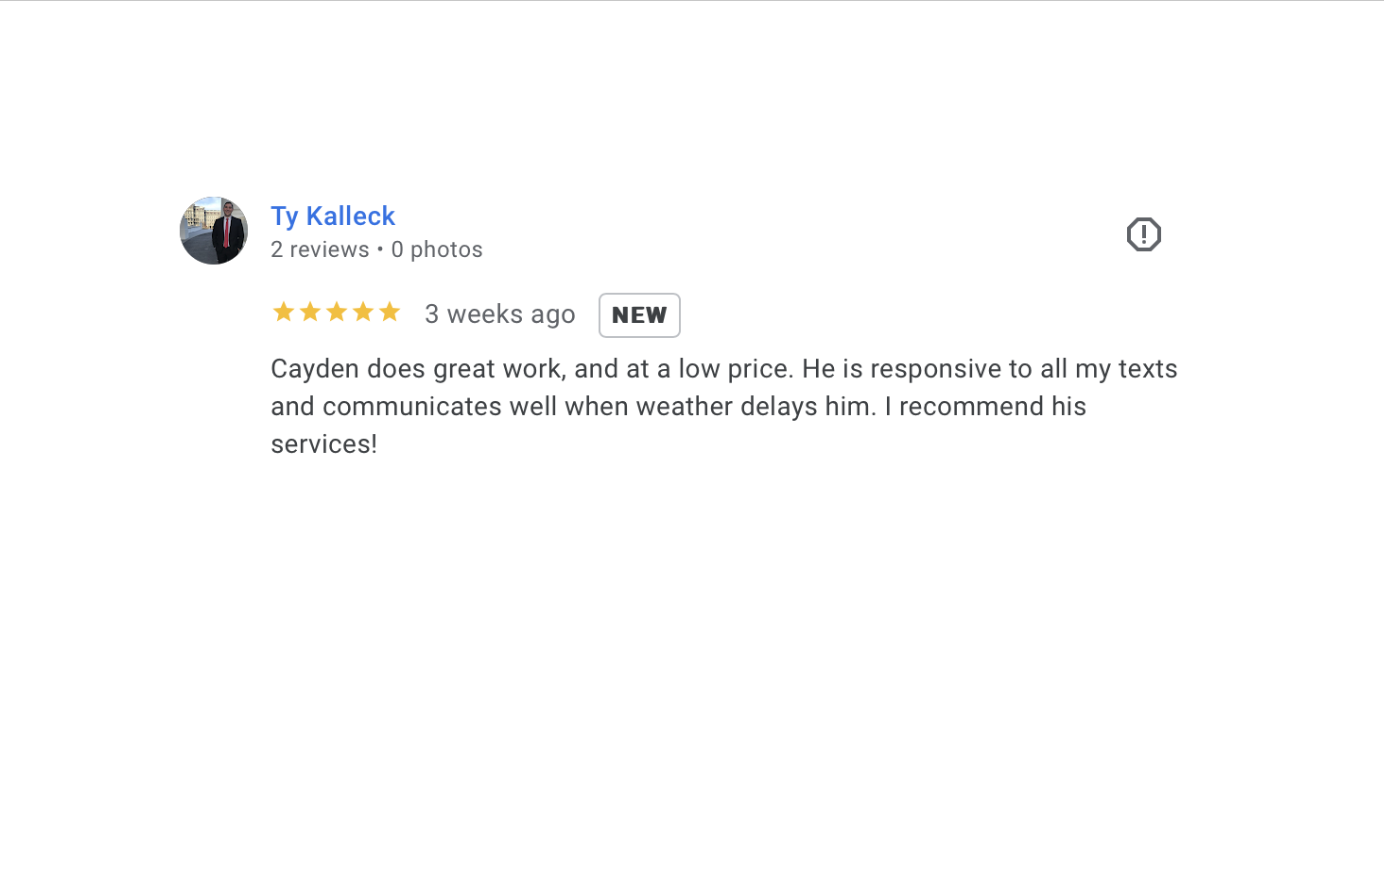 Ty Kalleck
2 reviews • 0 photos
3 weeks ago NEW
Cayden does great work, and at a low price. He is responsive to all my texts
and communicates well when weather delays him. I recommend his
services!